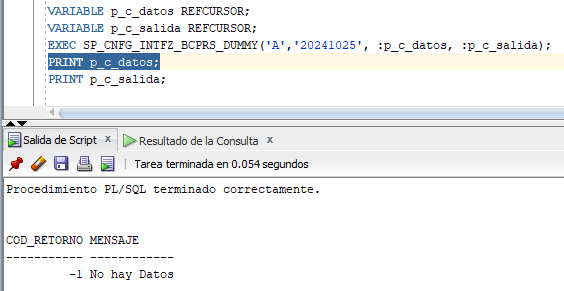 VARIABLE p_c_datos REFCURSOR;
VARIABLE p_c_salida REFCURSOR;
EXEC SP_CNFG_INTFZ_BCPRS_DUMMY('A','20241025', :p_c_datos, :p_c_salida);
PRINT p_c_datos;
PRINT p_c_salida;
Salida de Script x Resultado de la Consulta x
Tarea terminada en 0.054 segundos
Procedimiento PL/SQL terminado correctamente.
COD_RETORNO MENSAJE
----------- ------------
-1 No hay Datos